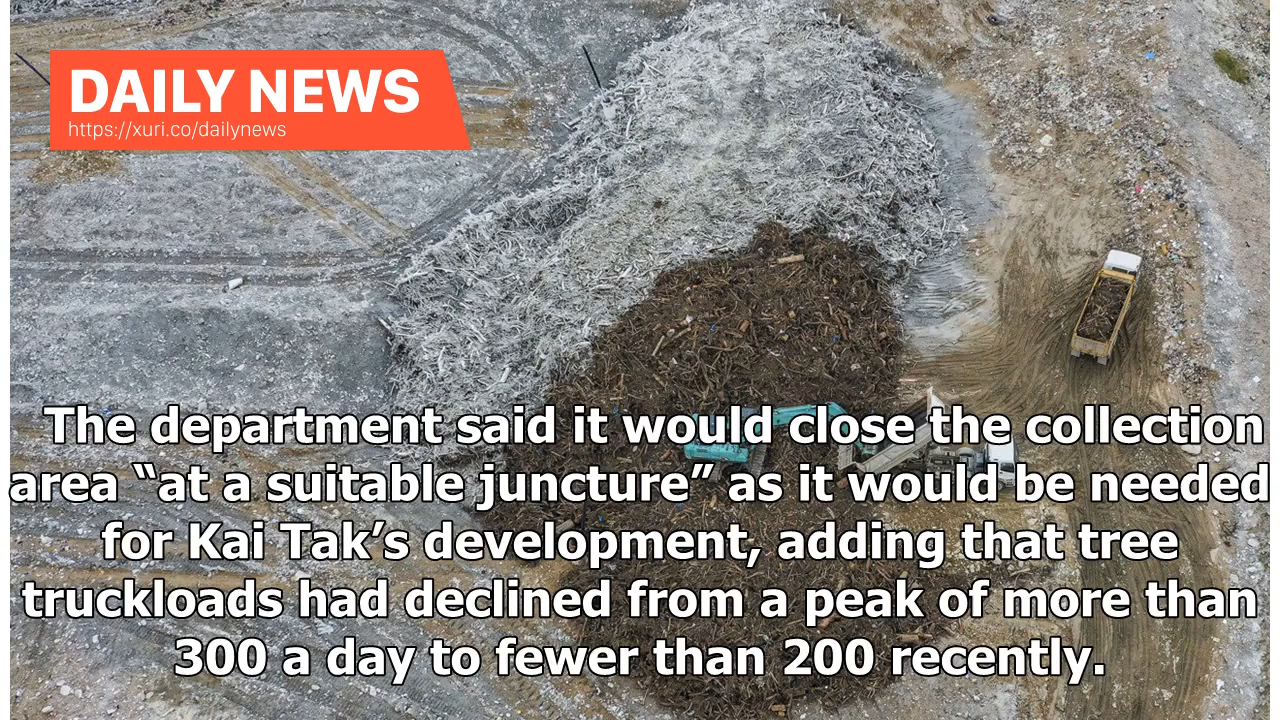 DAILY NEWS
https://xuri.co/dailynews
The department said it would close the collection
area “at a suitable juncture” as it would be needed
for Kai Tak’s development, adding that tree
truckloads had declined from a peak of more than
300 a day to fewer than 200 recently.